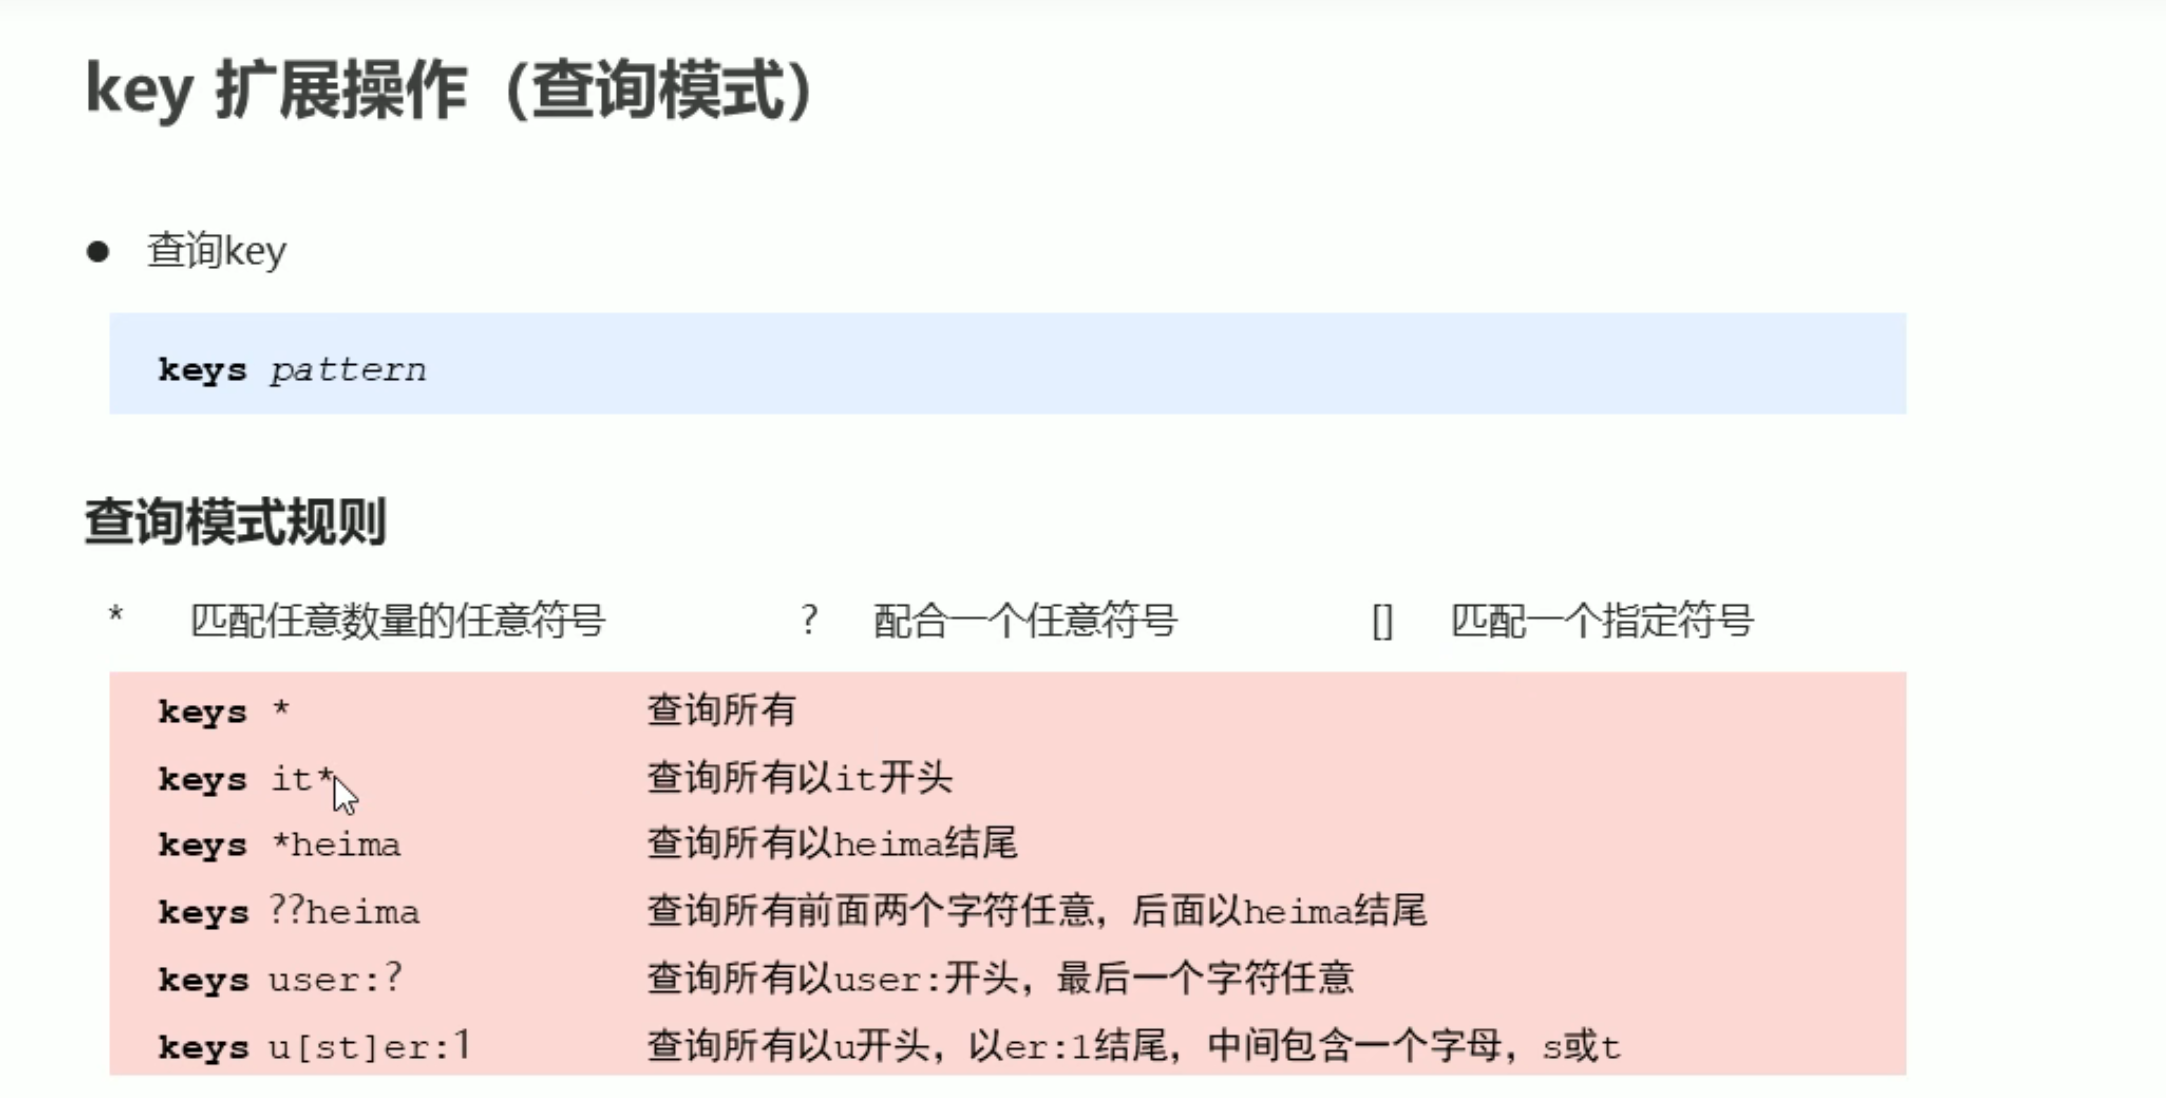 key 扩展操作（查询模式）
● 查询key
keys pattern
查询模式规则
* 匹配任意数量的任意符号 ? 配合一个任意符号 [] 匹配一个指定符号
keys * 查询所有
keys it* 查询所有以it开头
keys *heima 查询所有以heima结尾
keys ??heima 查询所有前面两个字符任意，后面以heima结尾
keys user:? 查询所有以user:开头，最后一个字符任意
keys u[st]er:1 查询所有以u开头，以er:1结尾，中间包含一个字母，s或t